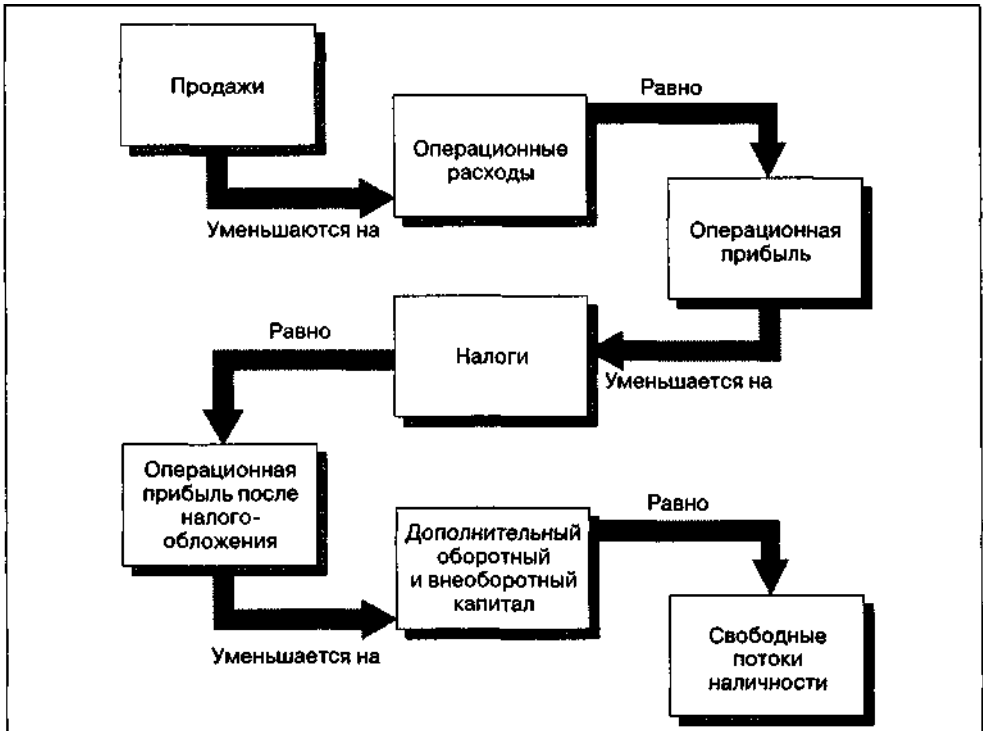 Продажи
Уменьшаются на
Операционные
расходы
Равно
Операционная
прибыль
Уменьшается на
Налоги
Равно
Операционная
прибыль после
налого-
обложения
Уменьшается на
Дополнительный
оборотный
и внеоборотный
капитал
Равно
Свободные
потоки
наличности